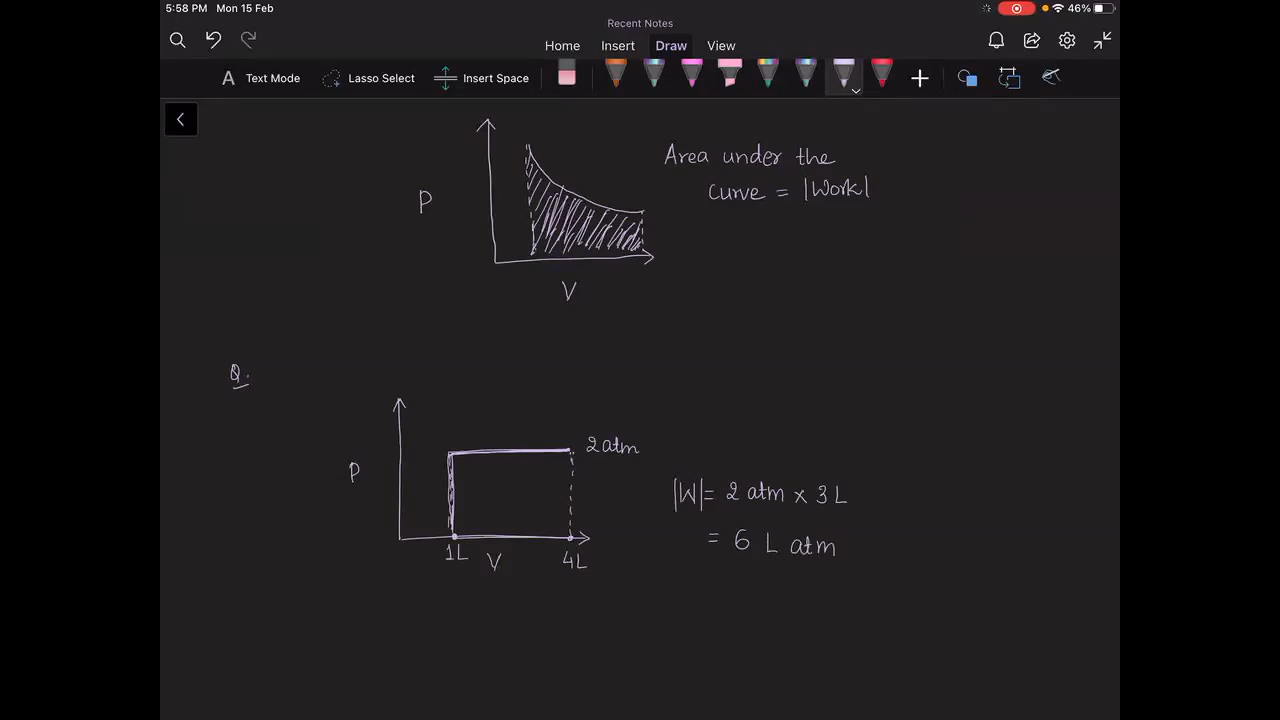 5:58 PM Mon 15 Feb
46%
Recent Notes
Home Insert Draw View
A Text Mode Lasso Select Insert Space
Area under the
curve = |Work|
P
V
Q.
2 atm
P
|W| = 2 atm x 3 L
= 6 L atm
1L V 4L